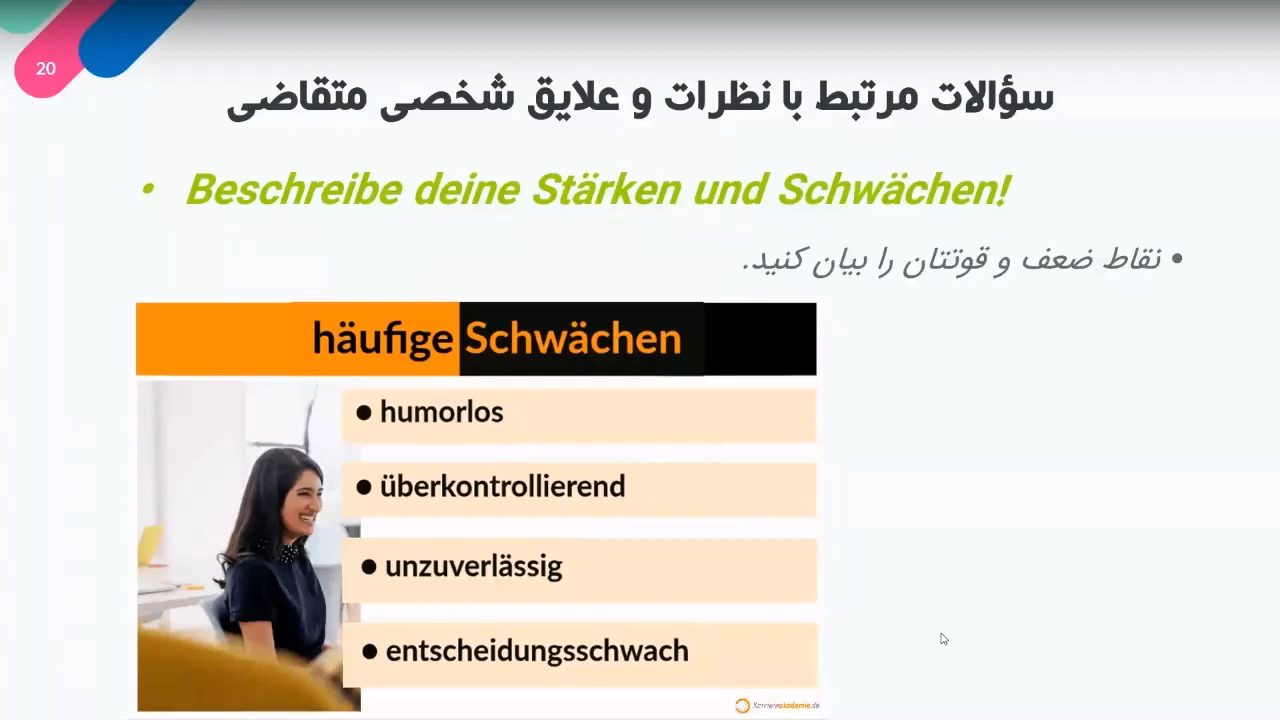 20
سؤالات مرتبط با نظرات و علایق شخصی متقاضی
• Beschreibe deine Stärken und Schwächen!
• نقاط ضعف و قوتتان را بیان کنید.
häufige Schwächen
• humorlos
• überkontrollierend
• unzuverlässig
• entscheidungsschwach
Karriereakademie.de